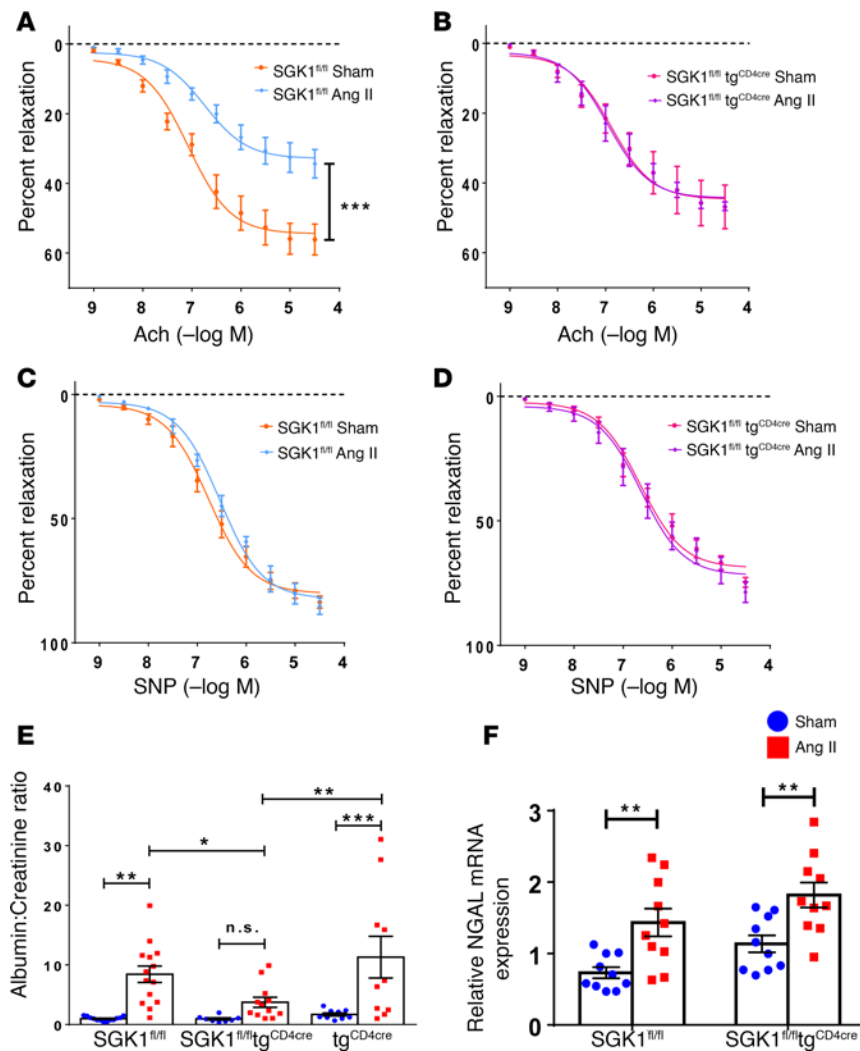 A
Percent relaxation
0
20
40
60
SGK1fl/fl Sham
SGK1fl/fl Ang II
***
9 8 7 6 5 4
Ach (–log M)
B
Percent relaxation
0
20
40
60
SGK1fl/fl tgCD4cre Sham
SGK1fl/fl tgCD4cre Ang II
9 8 7 6 5 4
Ach (–log M)
C
Percent relaxation
0
50
100
SGK1fl/fl Sham
SGK1fl/fl Ang II
9 8 7 6 5 4
SNP (–log M)
D
Percent relaxation
0
50
100
SGK1fl/fl tgCD4cre Sham
SGK1fl/fl tgCD4cre Ang II
9 8 7 6 5 4
SNP (–log M)
E
Albumin:Creatinine ratio
40
30
20
10
0
**
*
n.s.
**
***
SGK1fl/fl SGK1fl/fltgCD4cre tgCD4cre
F
Sham
Ang II
Relative NGAL mRNA
expression
3
2
1
0
**
**
SGK1fl/fl SGK1fl/fltgCD4cre